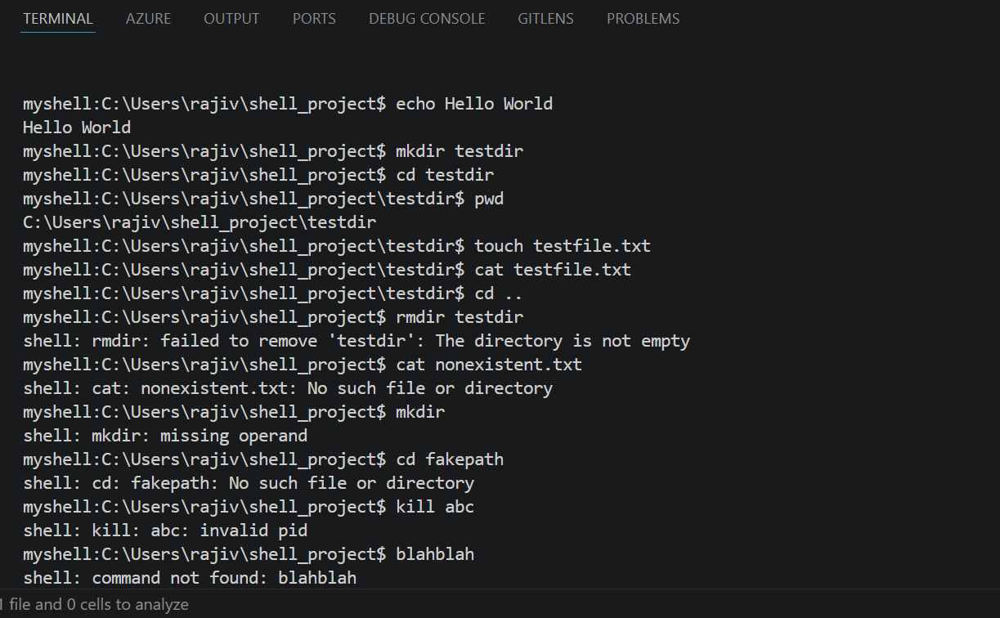 TERMINAL AZURE OUTPUT PORTS DEBUG CONSOLE GITLENS PROBLEMS
myshell:C:\Users\rajiv\shell_project$ echo Hello World
Hello World
myshell:C:\Users\rajiv\shell_project$ mkdir testdir
myshell:C:\Users\rajiv\shell_project$ cd testdir
myshell:C:\Users\rajiv\shell_project\testdir$ pwd
C:\Users\rajiv\shell_project\testdir
myshell:C:\Users\rajiv\shell_project\testdir$ touch testfile.txt
myshell:C:\Users\rajiv\shell_project\testdir$ cat testfile.txt
myshell:C:\Users\rajiv\shell_project\testdir$ cd ..
myshell:C:\Users\rajiv\shell_project$ rmdir testdir
shell: rmdir: failed to remove 'testdir': The directory is not empty
myshell:C:\Users\rajiv\shell_project$ cat nonexistent.txt
shell: cat: nonexistent.txt: No such file or directory
myshell:C:\Users\rajiv\shell_project$ mkdir
shell: mkdir: missing operand
myshell:C:\Users\rajiv\shell_project$ cd fakepath
shell: cd: fakepath: No such file or directory
myshell:C:\Users\rajiv\shell_project$ kill abc
shell: kill: abc: invalid pid
myshell:C:\Users\rajiv\shell_project$ blahblah
shell: command not found: blahblah
1 file and 0 cells to analyze